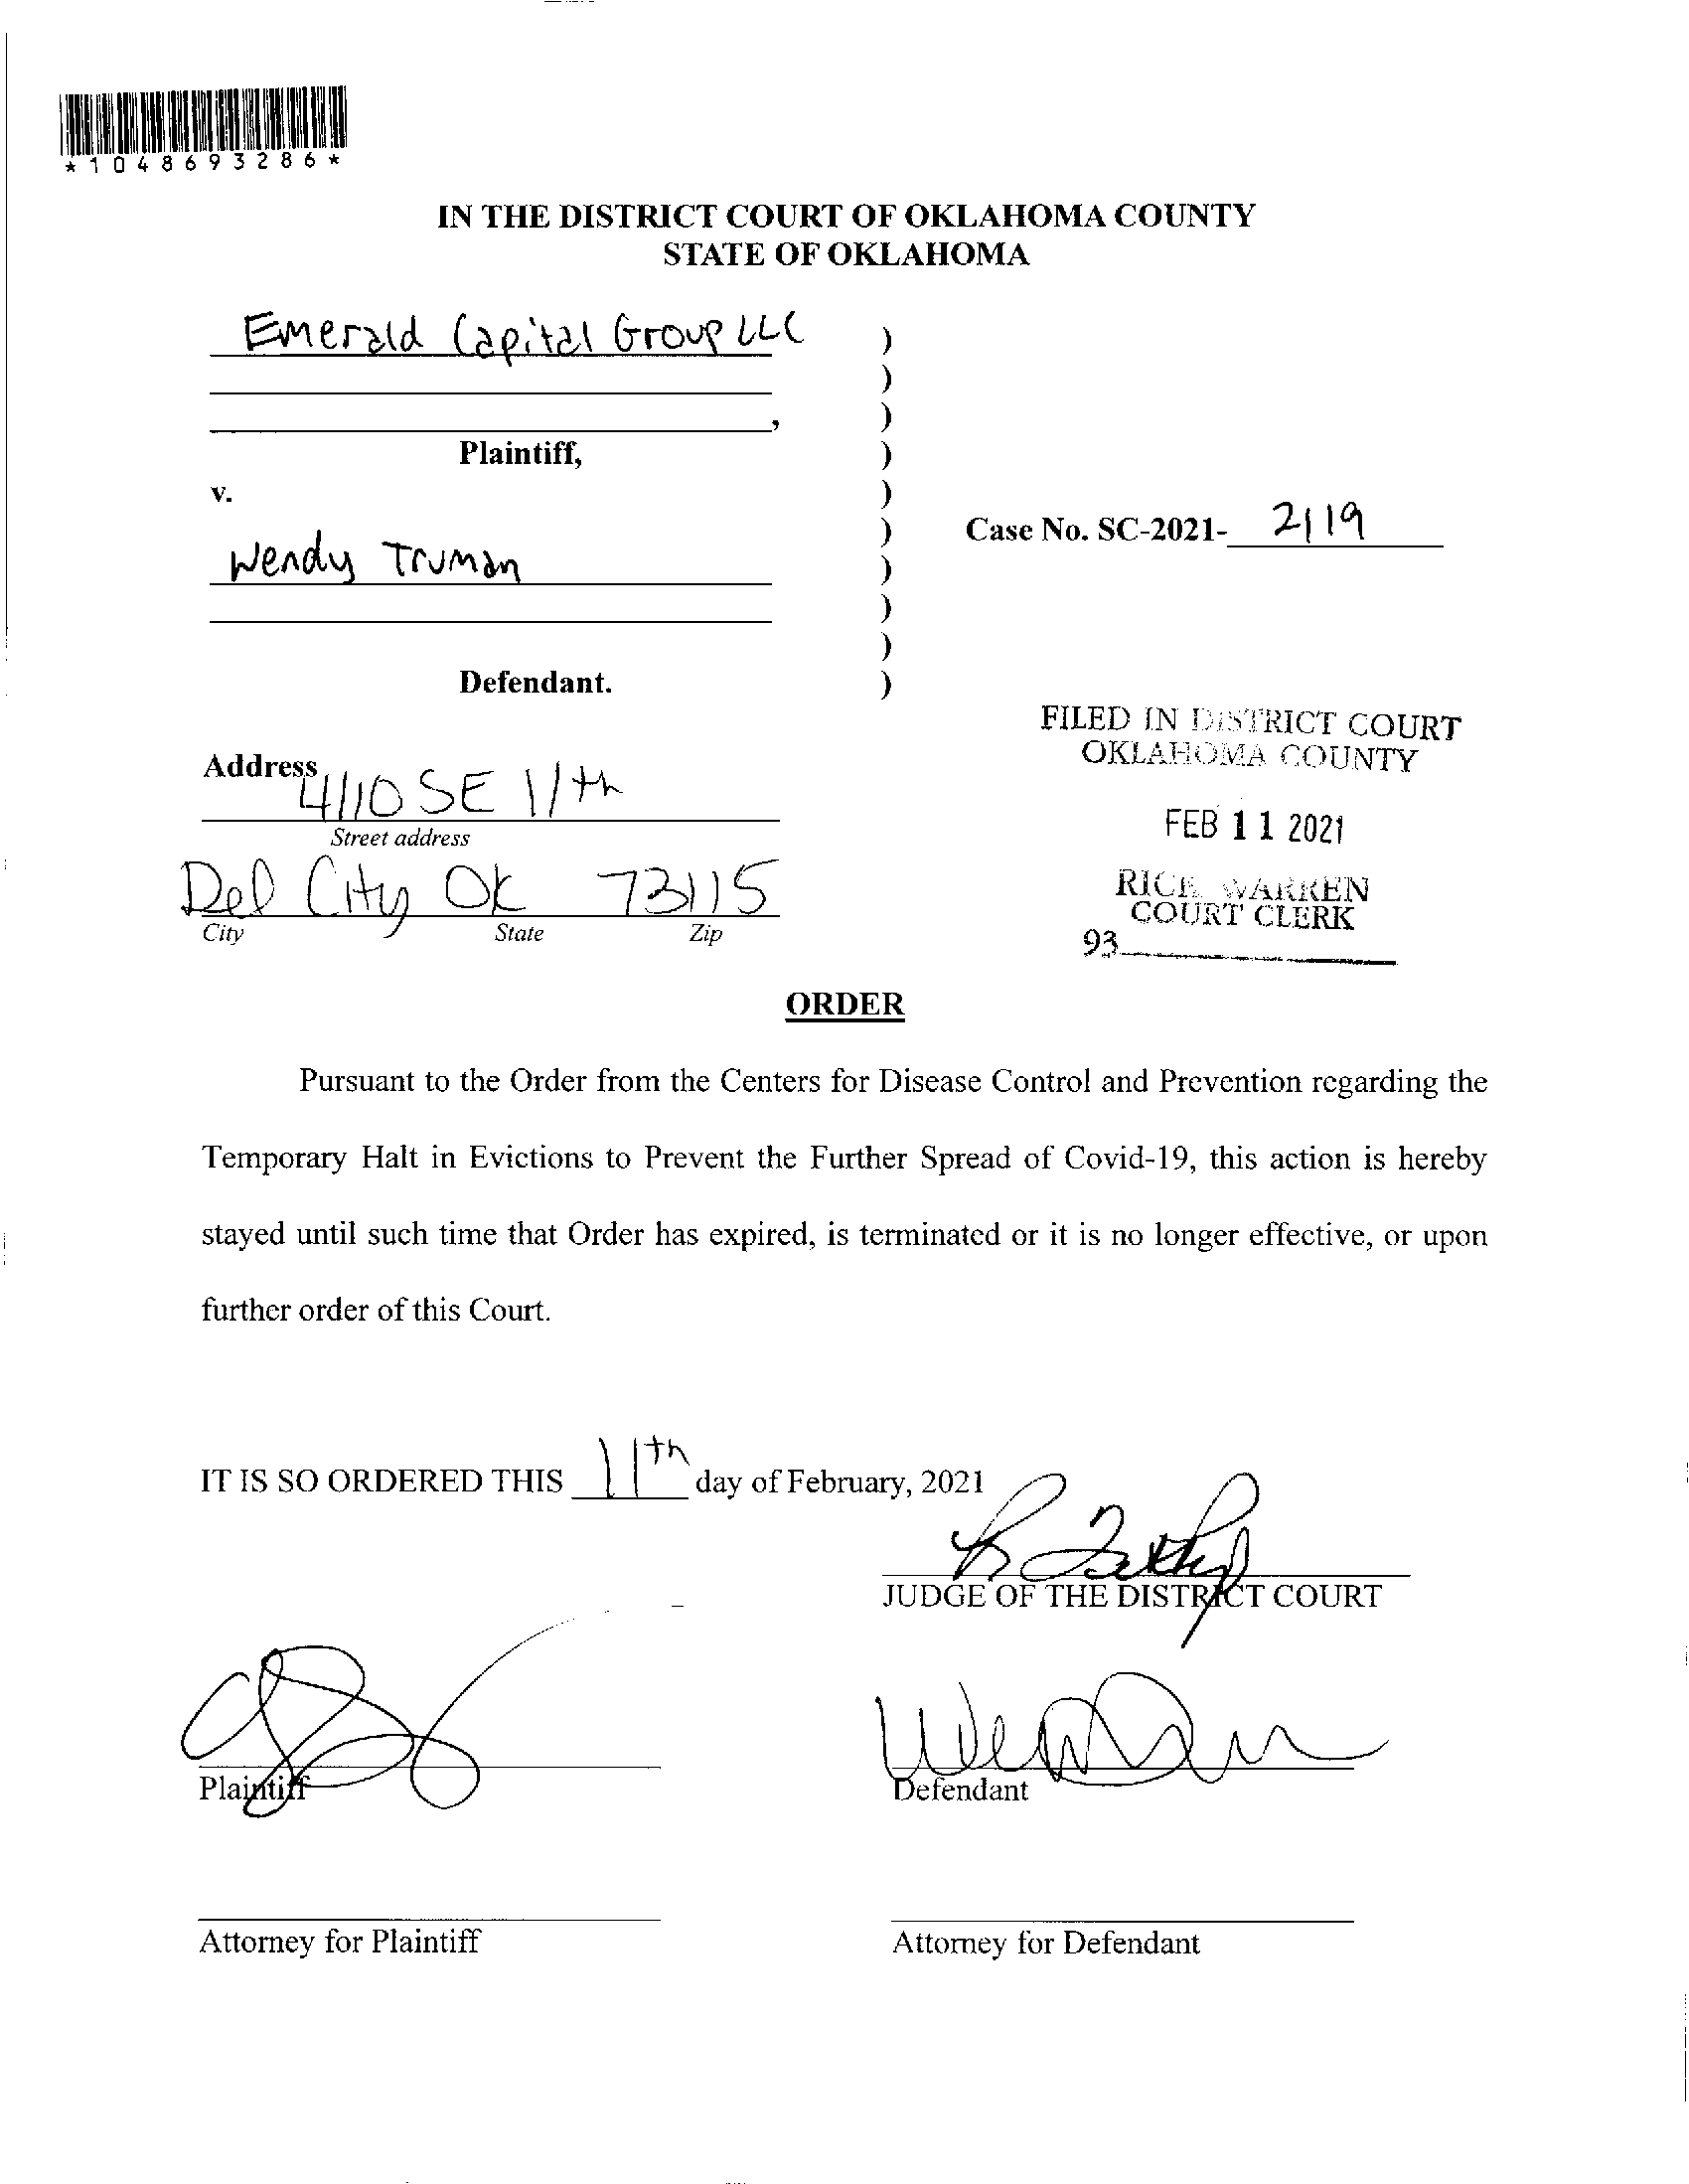 *1048693286*
IN THE DISTRICT COURT OF OKLAHOMA COUNTY
STATE OF OKLAHOMA
Emerald Capital Group LLC )
)
, )
Plaintiff, )
v. )
) Case No. SC-2021- 2119
Wendy Truman )
)
)
Defendant. )
FILED IN DISTRICT COURT
OKLAHOMA COUNTY
FEB 11 2021
RICK WARREN
COURT CLERK
93
Address 4110 SE 11th
Street address
Del City OK 73115
City State Zip
ORDER
Pursuant to the Order from the Centers for Disease Control and Prevention regarding the
Temporary Halt in Evictions to Prevent the Further Spread of Covid-19, this action is hereby
stayed until such time that Order has expired, is terminated or it is no longer effective, or upon
further order of this Court.
IT IS SO ORDERED THIS 11th day of February, 2021
JUDGE OF THE DISTRICT COURT
Plaintiff Defendant
Attorney for Plaintiff Attorney for Defendant